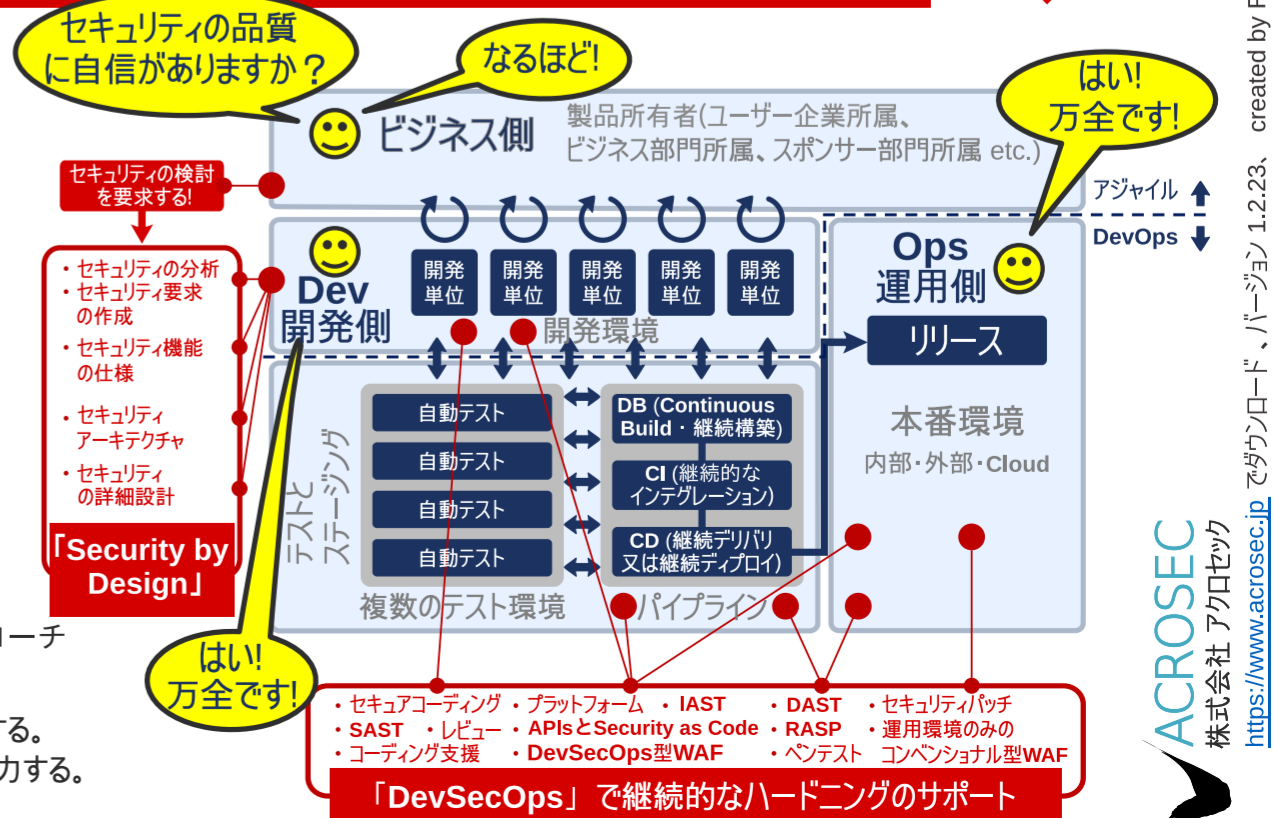 セキュリティの品質
に自信がありますか？
なるほど!
はい!
万全です!
ビジネス側
製品所有者(ユーザー企業所属、
ビジネス部門所属、スポンサー部門所属 etc.)
セキュリティの検討
を要求する!
アジャイル
DevOps
・セキュリティの分析
・セキュリティ要求
の作成
・セキュリティ機能
の仕様
・セキュリティ
アーキテクチャ
・セキュリティ
の詳細設計
「Security by
Design」
Dev
開発側
開発
単位
開発
単位
開発
単位
開発
単位
開発
単位
開発環境
Ops
運用側
リリース
本番環境
内部・外部・Cloud
テストと
ステージング
自動テスト
自動テスト
自動テスト
自動テスト
複数のテスト環境
DB (Continuous
Build・継続構築)
CI (継続的な
インテグレーション)
CD (継続デリバリ
又は継続ディプロイ)
パイプライン
はい!
万全です!
ーチ
する。
力する。
・セキュアコーディング
・SAST ・レビュー
・コーディング支援
・プラットフォーム ・IAST
・APIsとSecurity as Code
・DevSecOps型WAF
・DAST
・RASP
・ペンテスト
・セキュリティパッチ
・運用環境のみの
コンベンショナル型WAF
「DevSecOps」で継続的なハードニングのサポート
ACROSEC
株式会社 アクロセック
https://www.acrosec.jp でダウンロード、バージョン 1.2.23、 created by